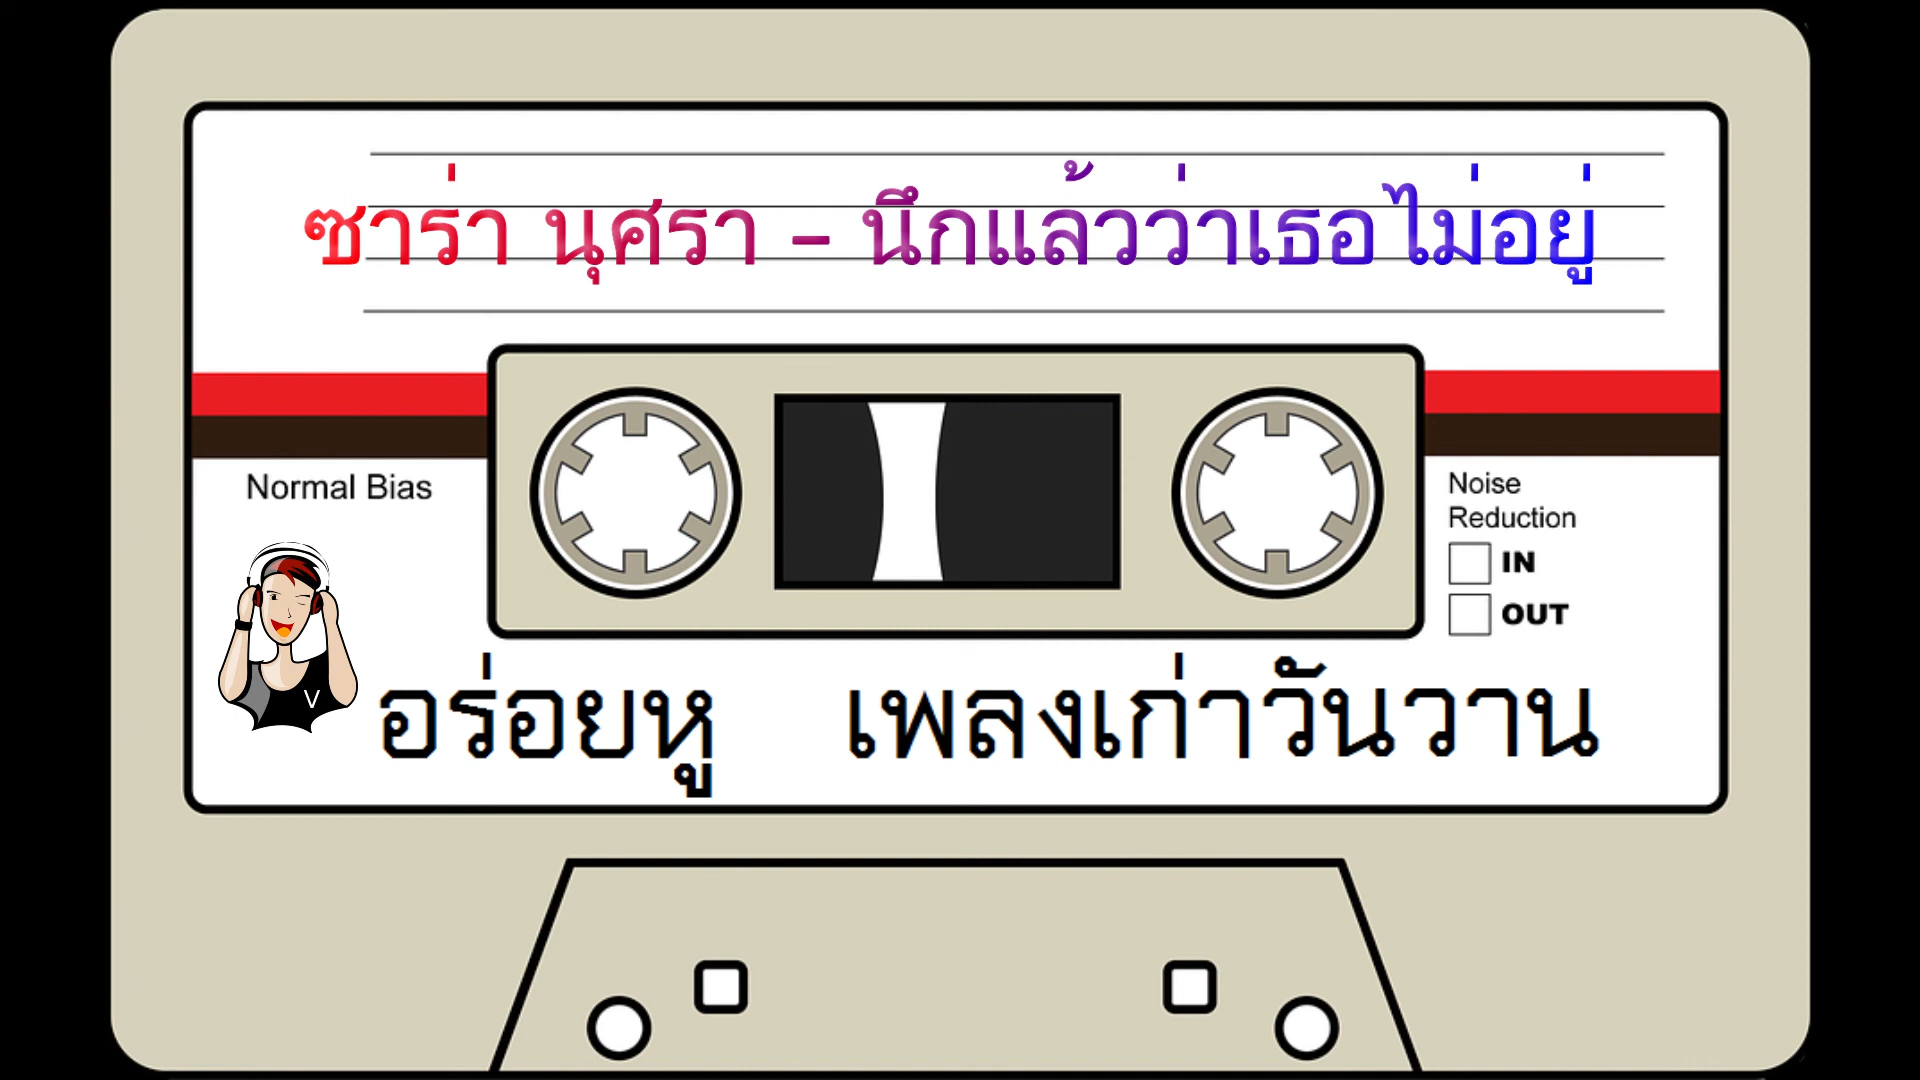 ซาร่า นุศรา – นึกแล้วว่าเธอไม่อยู่
Normal Bias
Noise
Reduction
IN
OUT
V
อร่อยหู เพลงเก่าวันวาน